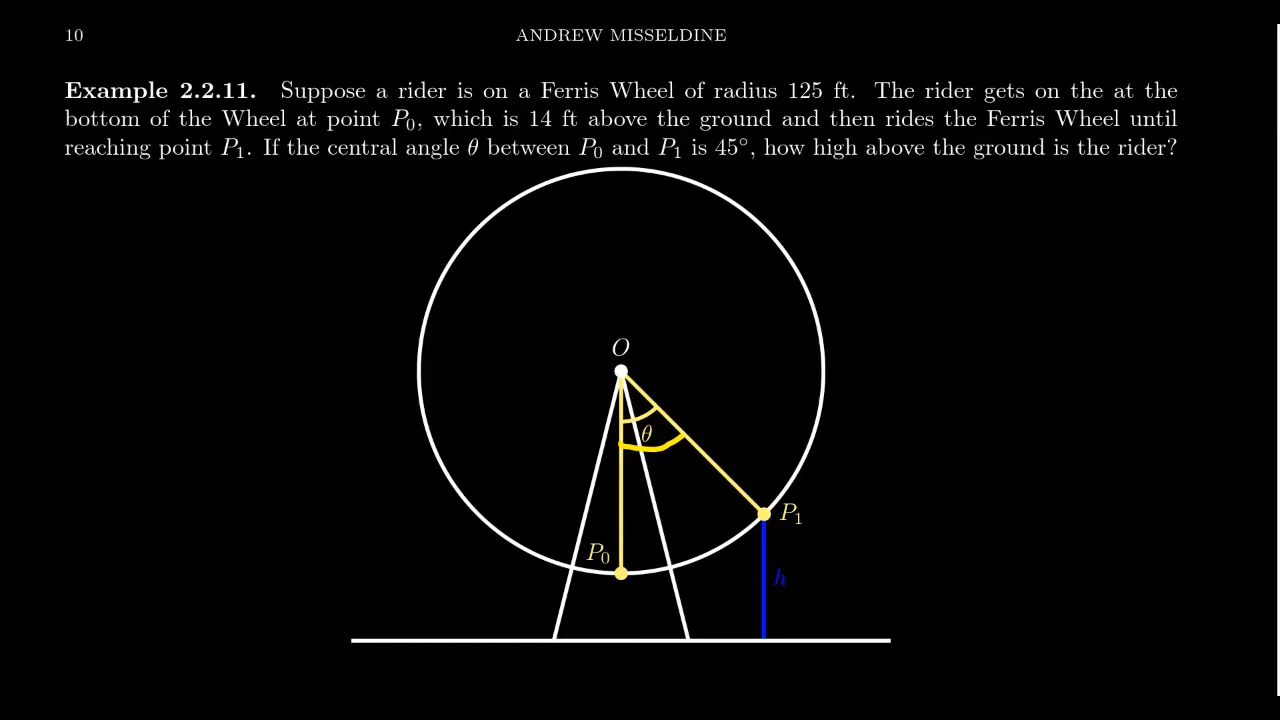 10 ANDREW MISSELDINE
Example 2.2.11. Suppose a rider is on a Ferris Wheel of radius 125 ft. The rider gets on the at the
bottom of the Wheel at point P₀, which is 14 ft above the ground and then rides the Ferris Wheel until
reaching point P₁. If the central angle θ between P₀ and P₁ is 45°, how high above the ground is the rider?
O
θ
P₁
P₀
h